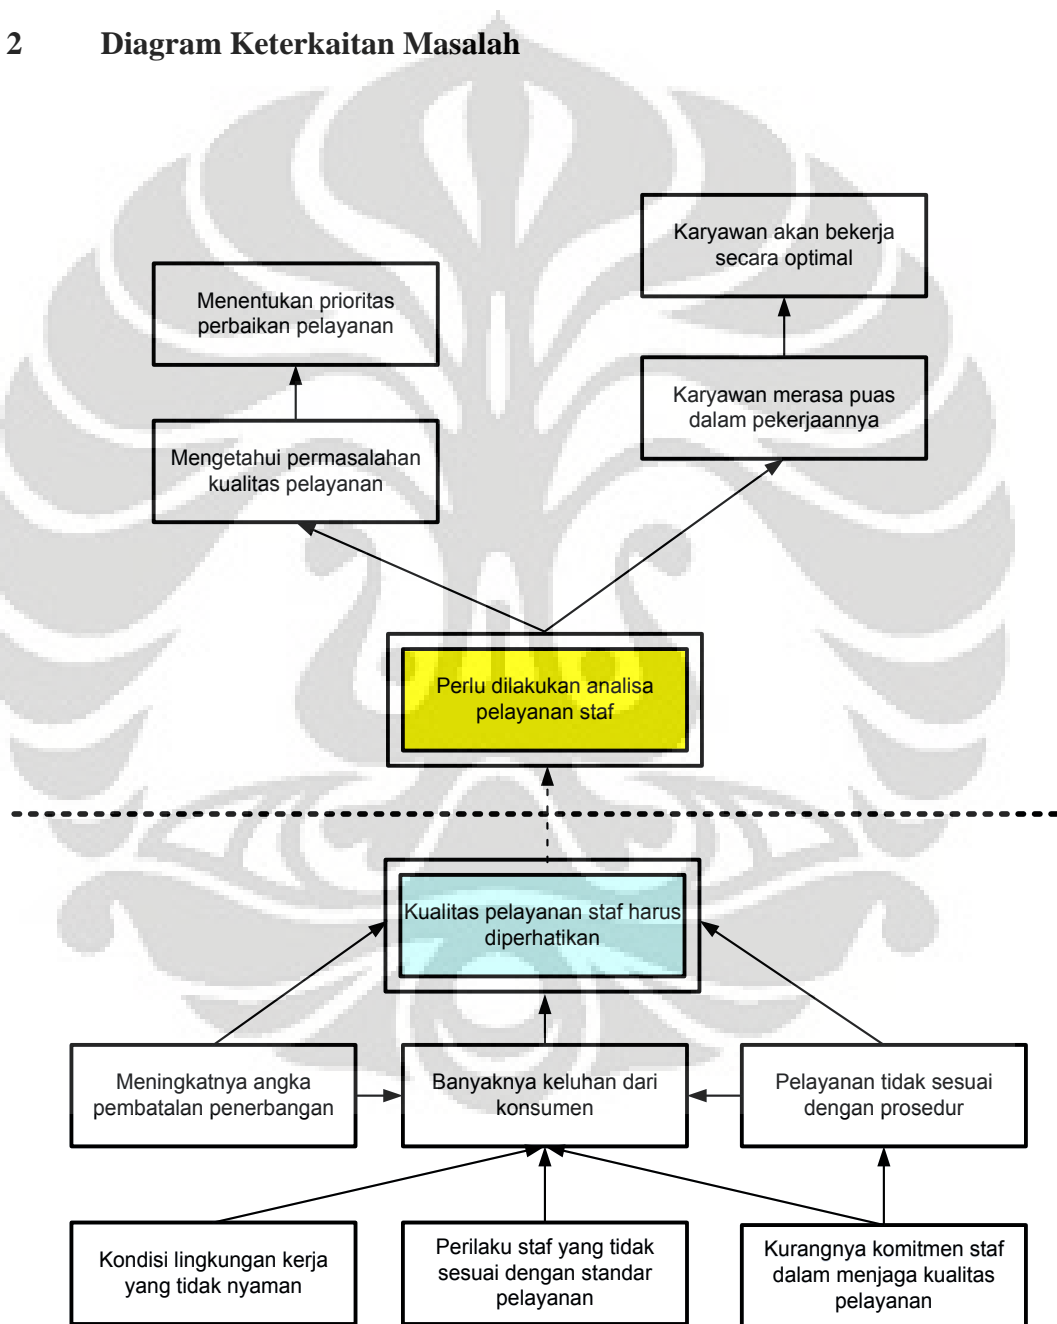 2 Diagram Keterkaitan Masalah
Karyawan akan bekerja
secara optimal
Menentukan prioritas
perbaikan pelayanan
Karyawan merasa puas
dalam pekerjaannya
Mengetahui permasalahan
kualitas pelayanan
Perlu dilakukan analisa
pelayanan staf
Kualitas pelayanan staf harus
diperhatikan
Meningkatnya angka
pembatalan penerbangan
Banyaknya keluhan dari
konsumen
Pelayanan tidak sesuai
dengan prosedur
Kondisi lingkungan kerja
yang tidak nyaman
Perilaku staf yang tidak
sesuai dengan standar
pelayanan
Kurangnya komitmen staf
dalam menjaga kualitas
pelayanan